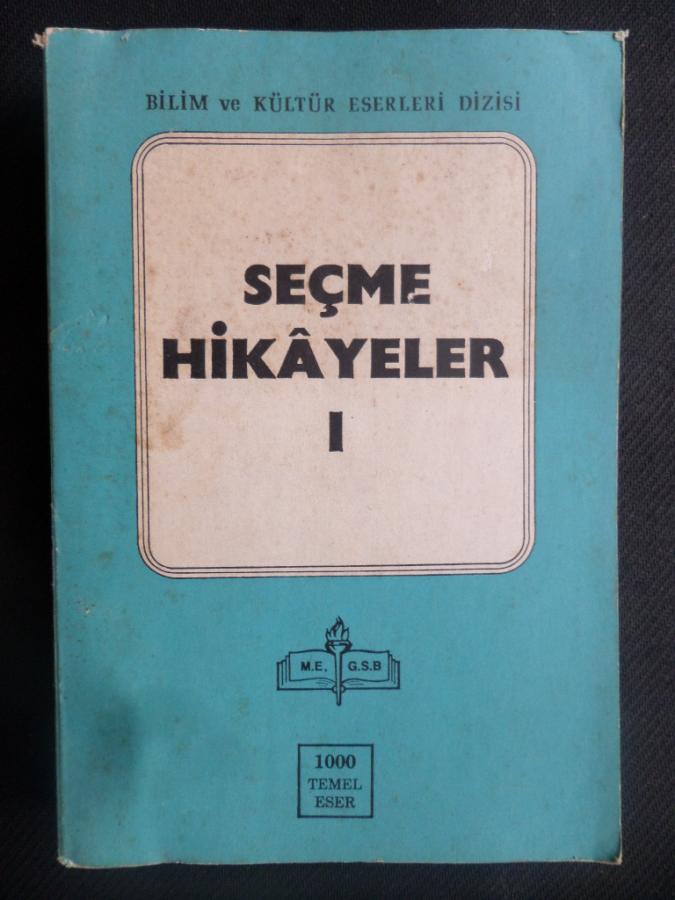 BİLİM ve KÜLTÜR ESERLERİ DİZİSİ
SEÇME
HİKÂYELER
I
M.E. G.S.B
1000
TEMEL
ESER